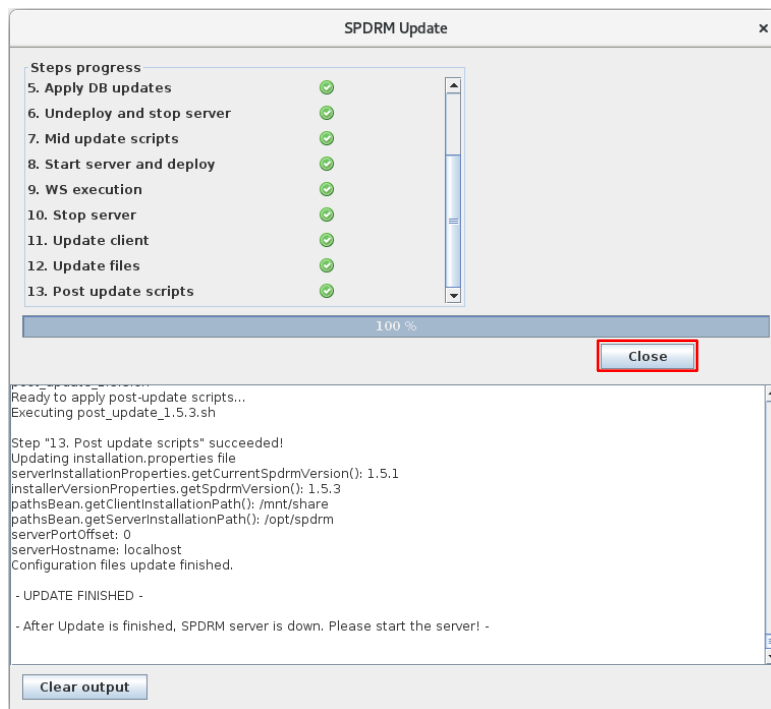 SPDRM Update
×
Steps progress
5. Apply DB updates
6. Undeploy and stop server
7. Mid update scripts
8. Start server and deploy
9. WS execution
10. Stop server
11. Update client
12. Update files
13. Post update scripts
100 %
Close
Ready to apply post-update scripts...
Executing post_update_1.5.3.sh
Step "13. Post update scripts" succeeded!
Updating installation.properties file
serverInstallationProperties.getCurrentSpdrmVersion(): 1.5.1
installerVersionProperties.getSpdrmVersion(): 1.5.3
pathsBean.getClientInstallationPath(): /mnt/share
pathsBean.getServerInstallationPath(): /opt/spdrm
serverPortOffset: 0
serverHostname: localhost
Configuration files update finished.
- UPDATE FINISHED -
- After Update is finished, SPDRM server is down. Please start the server! -
Clear output